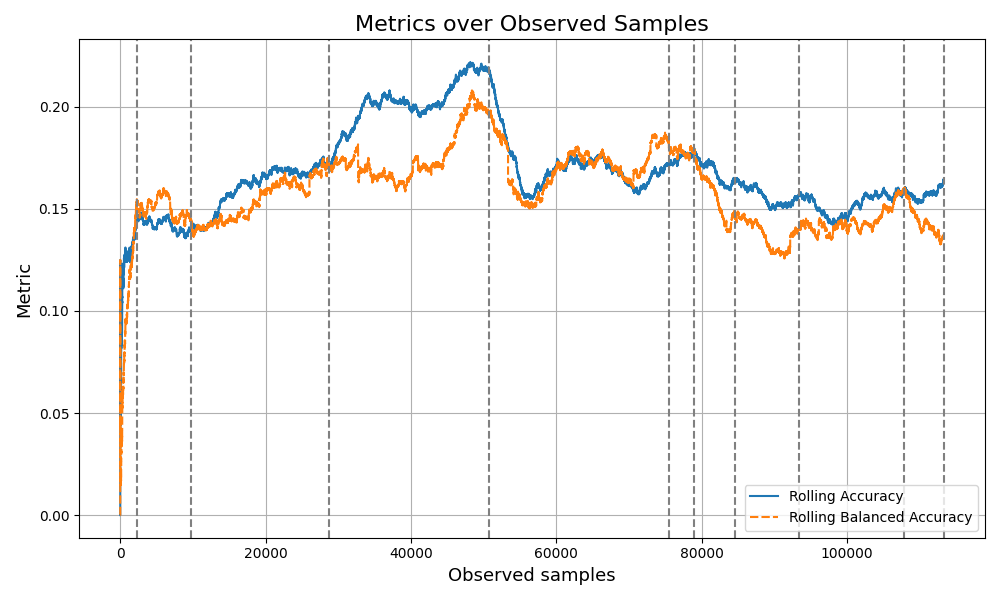 Metrics over Observed Samples
Metric
0.20
0.15
0.10
0.05
0.00
0
20000
40000
60000
80000
100000
Observed samples
Rolling Accuracy
Rolling Balanced Accuracy